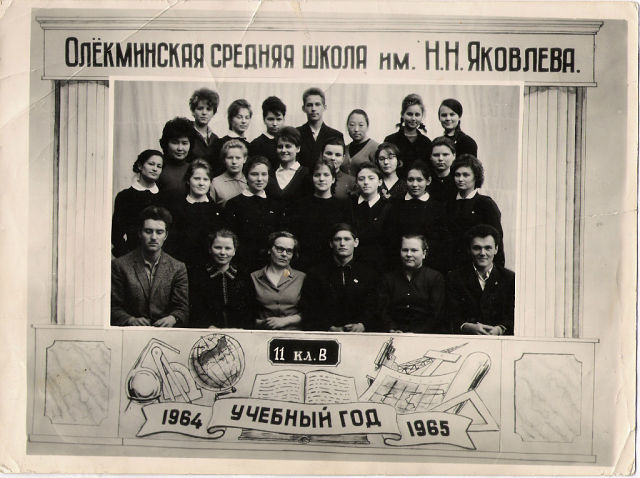 ОЛЁКМИНСКАЯ СРЕДНЯЯ ШКОЛА ИМ. Н.Н. ЯКОВЛЕВА.
11 КЛ. В
1964 УЧЕБНЫЙ ГОД 1965